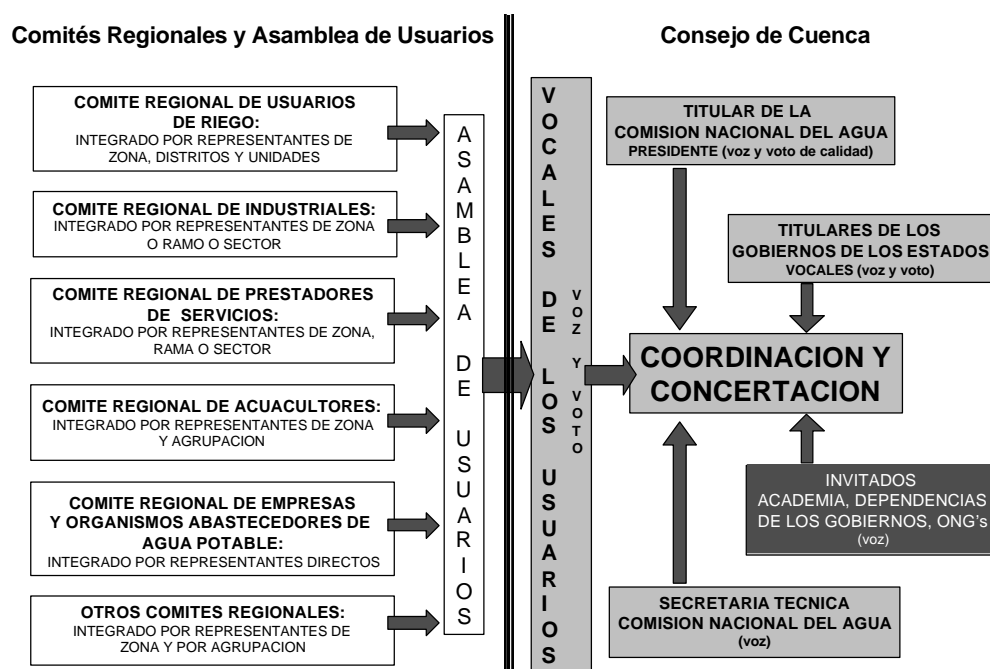 Comités Regionales y Asamblea de Usuarios
COMITE REGIONAL DE USUARIOS
DE RIEGO:
INTEGRADO POR REPRESENTANTES DE
ZONA, DISTRITOS Y UNIDADES
COMITE REGIONAL DE INDUSTRIALES:
INTEGRADO POR REPRESENTANTES DE ZONA
O RAMO O SECTOR
COMITE REGIONAL DE PRESTADORES
DE SERVICIOS:
INTEGRADO POR REPRESENTANTES DE ZONA,
RAMA O SECTOR
COMITE REGIONAL DE ACUACULTORES:
INTEGRADO POR REPRESENTANTES DE ZONA
Y AGRUPACION
COMITE REGIONAL DE EMPRESAS
Y ORGANISMOS ABASTECEDORES DE
AGUA POTABLE:
INTEGRADO POR REPRESENTANTES DIRECTOS
OTROS COMITES REGIONALES:
INTEGRADO POR REPRESENTANTES DE
ZONA Y POR AGRUPACION
ASAMBLEA DE USUARIOS
Consejo de Cuenca
VOCALES DE LOS USUARIOS
VOZ Y VOTO
TITULAR DE LA
COMISION NACIONAL DEL AGUA
PRESIDENTE (voz y voto de calidad)
TITULARES DE LOS
GOBIERNOS DE LOS ESTADOS
VOCALES (voz y voto)
COORDINACION Y
CONCERTACION
INVITADOS
ACADEMIA, DEPENDENCIAS
DE LOS GOBIERNOS, ONG's
(voz)
SECRETARIA TECNICA
COMISION NACIONAL DEL AGUA
(voz)